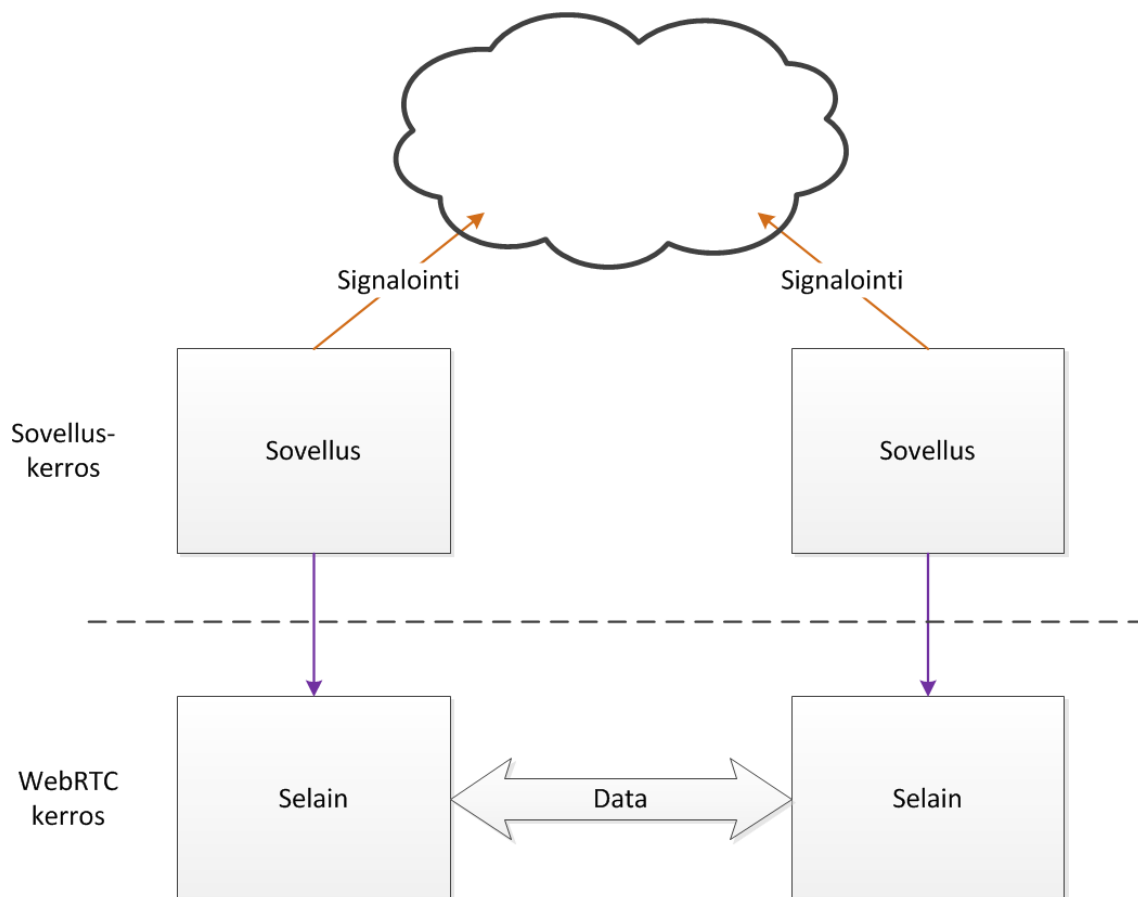 Signalointi
Signalointi
Sovellus-
kerros
Sovellus
Sovellus
WebRTC
kerros
Selain
Data
Selain